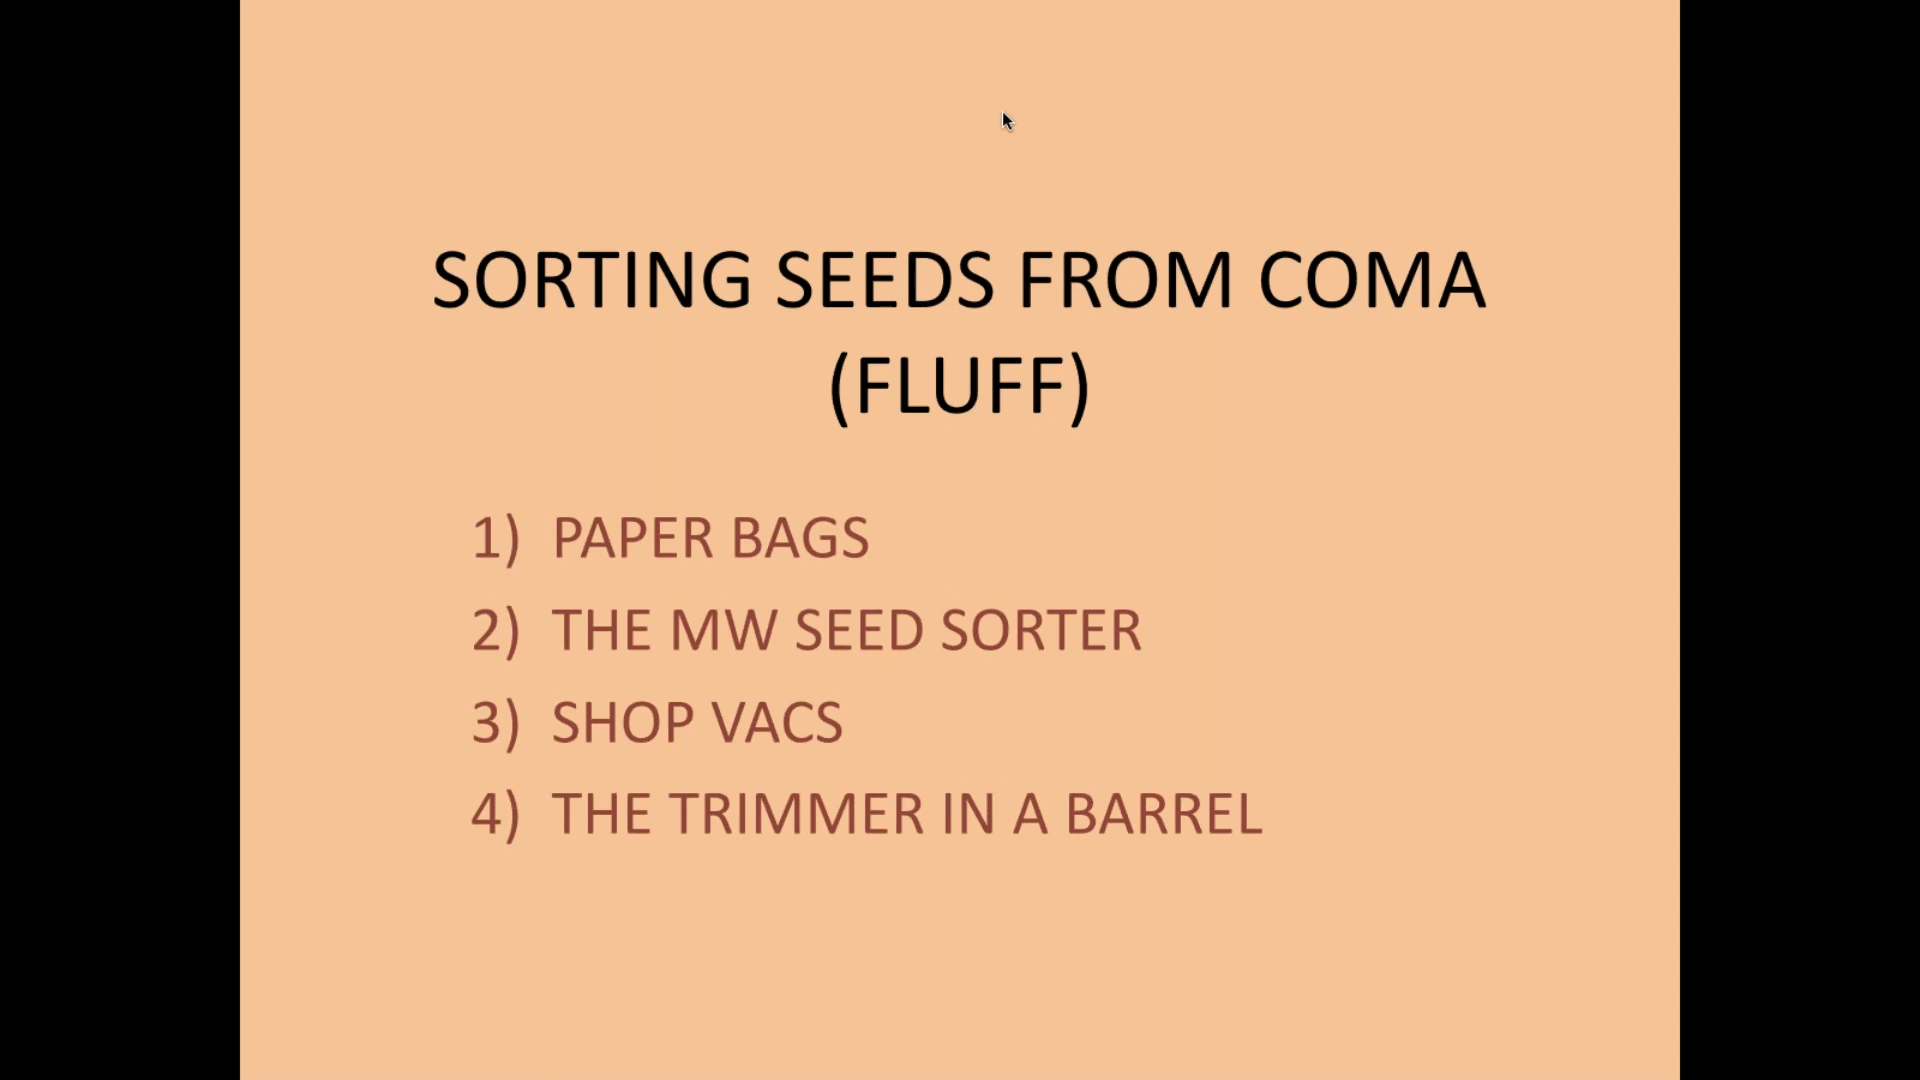 SORTING SEEDS FROM COMA
(FLUFF)
1) PAPER BAGS
2) THE MW SEED SORTER
3) SHOP VACS
4) THE TRIMMER IN A BARREL